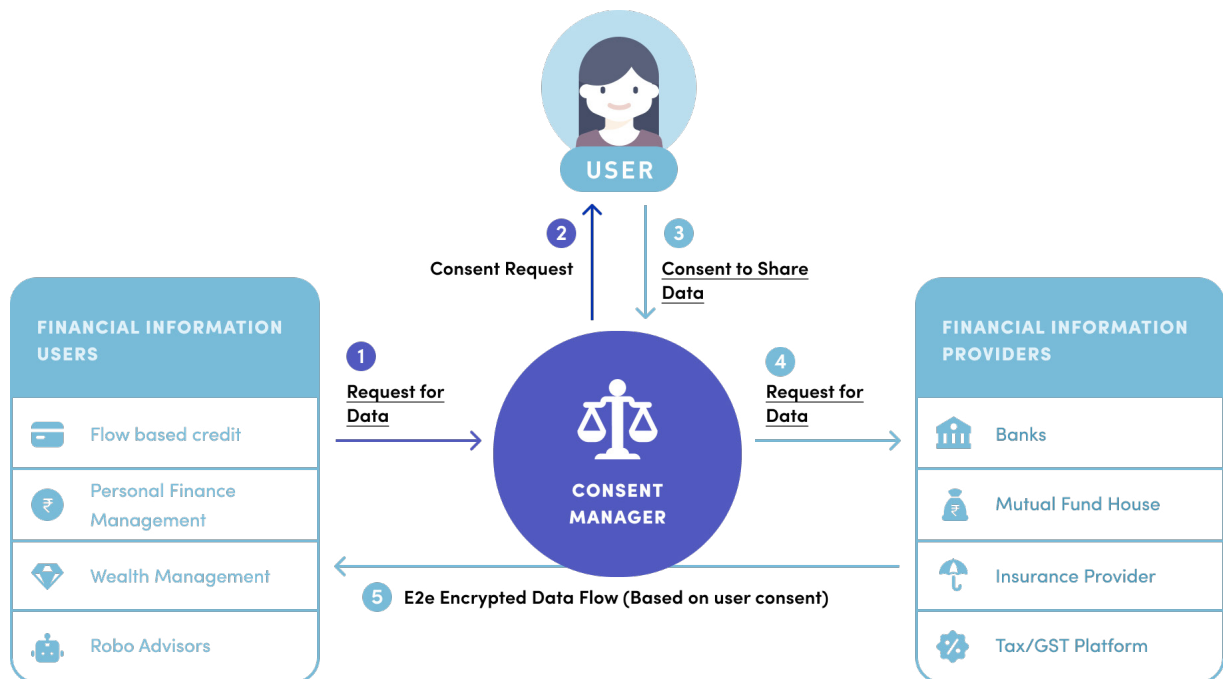 USER
2
Consent Request
3
Consent to Share
Data
FINANCIAL INFORMATION
USERS
Flow based credit
₹
Personal Finance
Management
Wealth Management
Robo Advisors
1
Request for
Data
CONSENT
MANAGER
4
Request for
Data
5
E2e Encrypted Data Flow (Based on user consent)
FINANCIAL INFORMATION
PROVIDERS
Banks
₹
Mutual Fund House
Insurance Provider
%
Tax/GST Platform